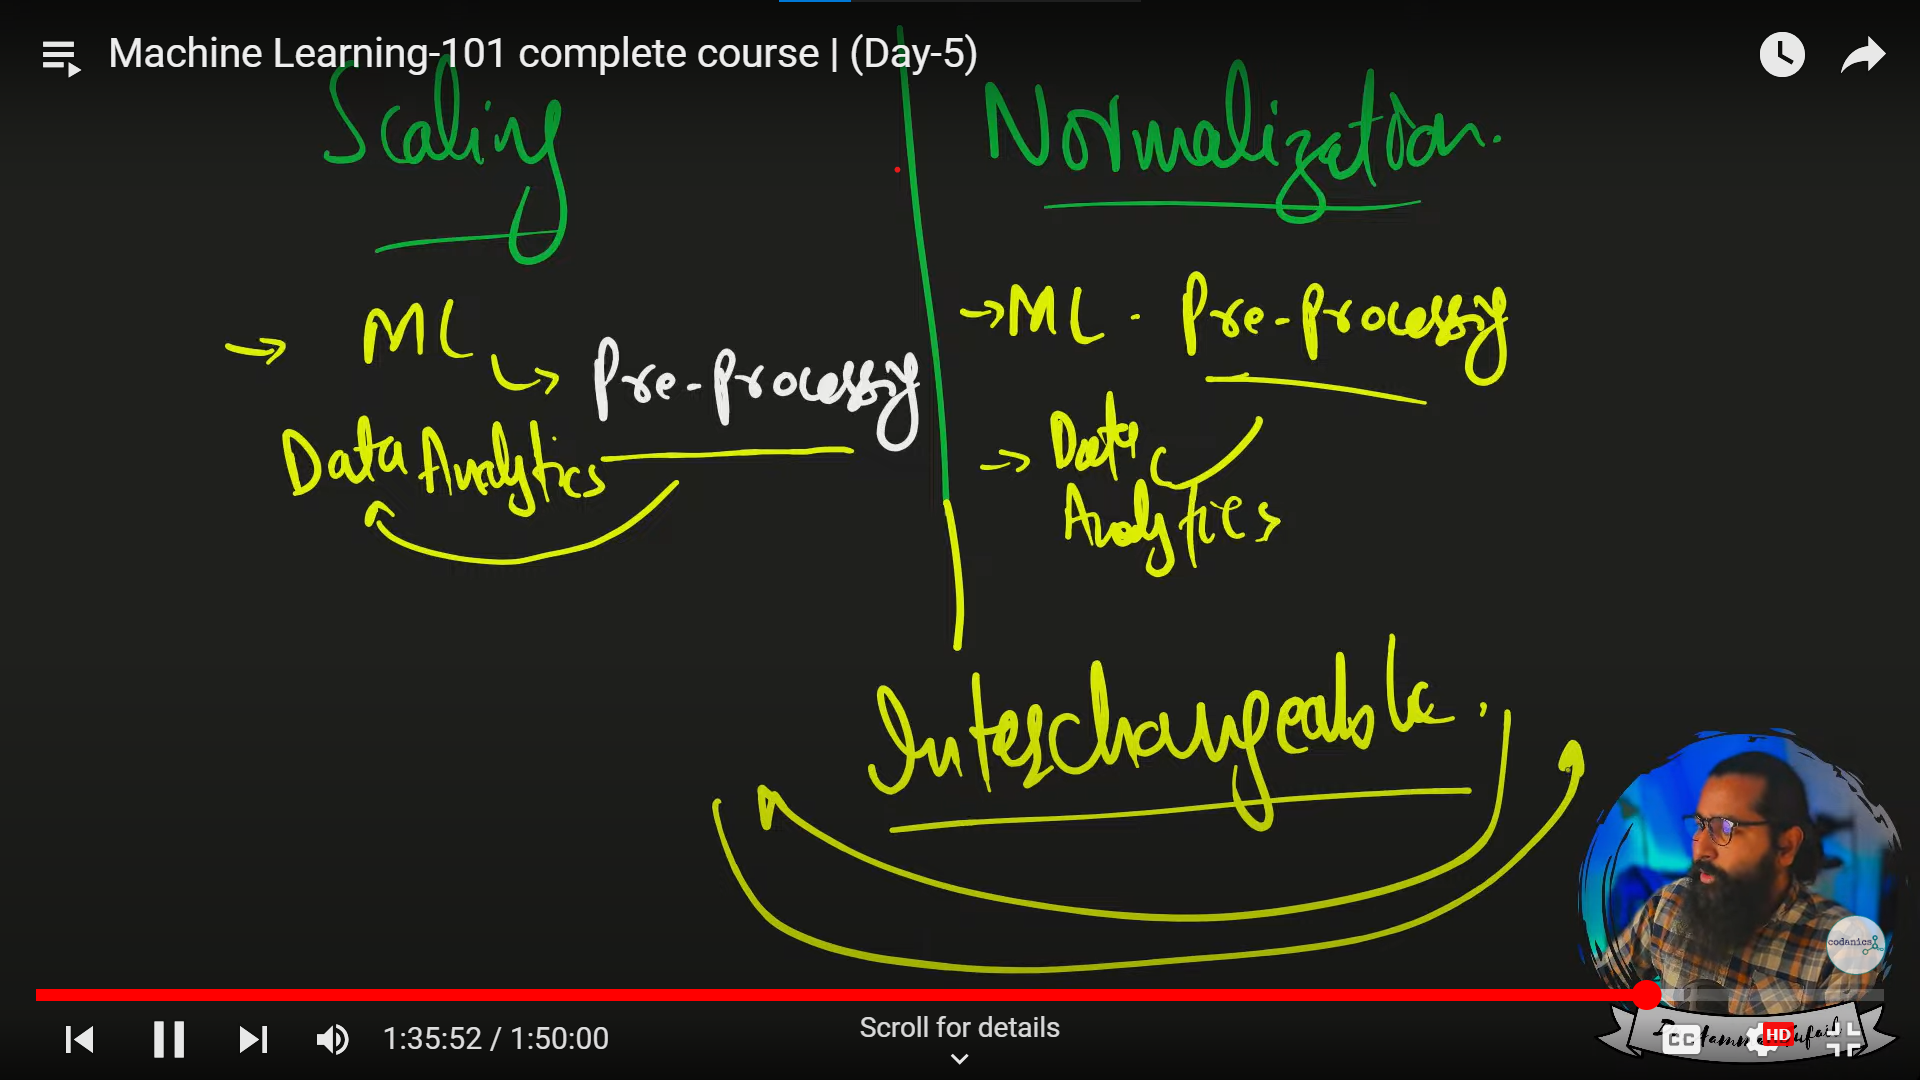 Machine Learning-101 complete course | (Day-5)
Scaling
Normalization.
→ ML
Pre-processing
Data Analytics
→ ML - Pre-processing
→ Data
Analytics
Interchangeable.
codanics
1:35:52 / 1:50:00
Scroll for details
CC
HD